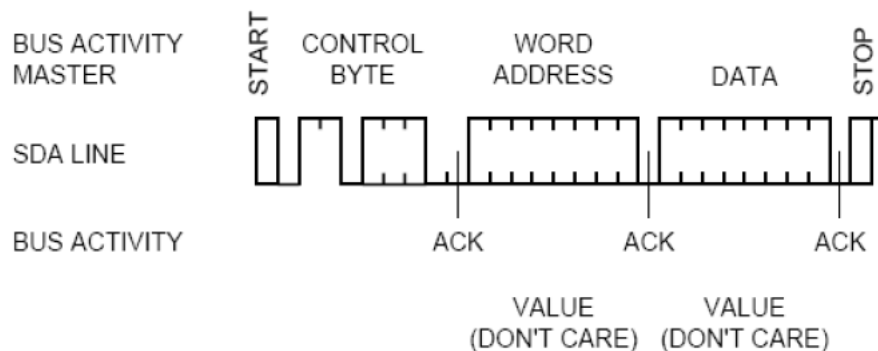 BUS ACTIVITY MASTER
START
CONTROL BYTE
WORD ADDRESS
DATA
STOP
SDA LINE
BUS ACTIVITY
ACK
ACK
ACK
VALUE (DON'T CARE)
VALUE (DON'T CARE)